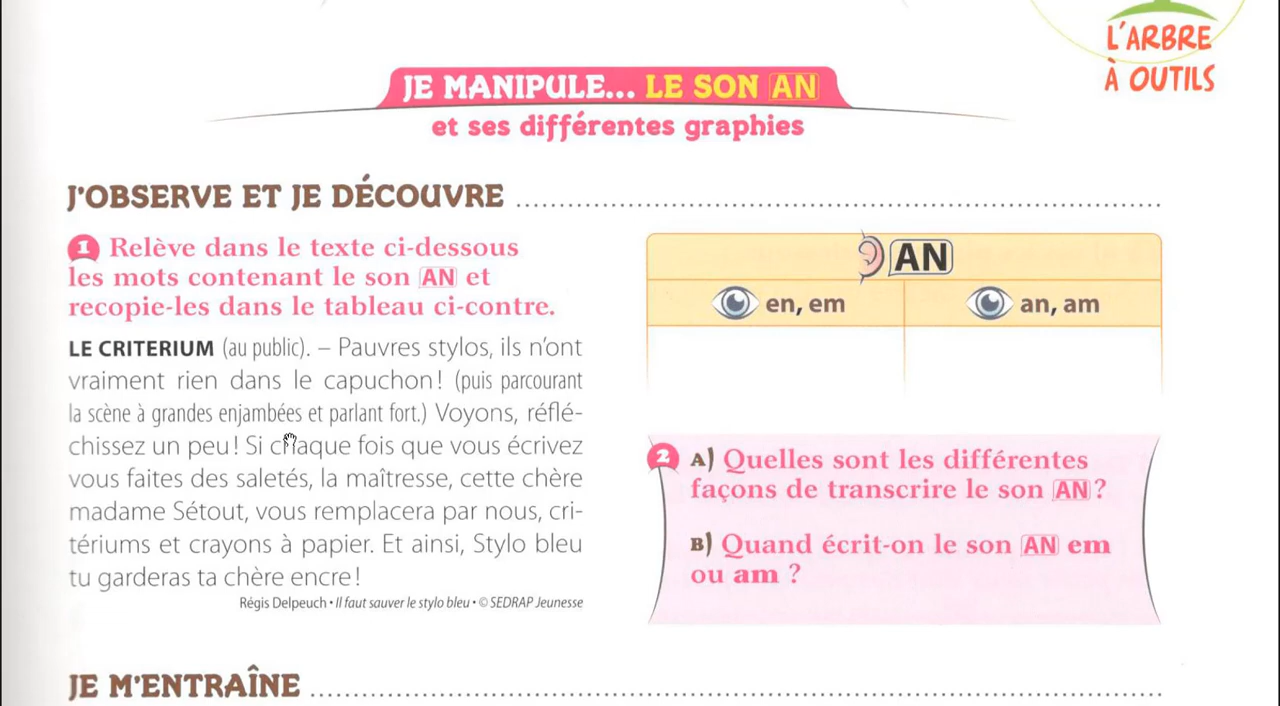 L'ARBRE
À OUTILS
JE MANIPULE... LE SON AN
et ses différentes graphies
J'OBSERVE ET JE DÉCOUVRE
1 Relève dans le texte ci-dessous
les mots contenant le son AN et
recopie-les dans le tableau ci-contre.
LE CRITERIUM (au public). – Pauvres stylos, ils n'ont
vraiment rien dans le capuchon ! (puis parcourant
la scène à grandes enjambées et parlant fort.) Voyons, réflé-
chissez un peu ! Si chaque fois que vous écrivez
vous faites des saletés, la maîtresse, cette chère
madame Sétout, vous remplacera par nous, cri-
tériums et crayons à papier. Et ainsi, Stylo bleu
tu garderas ta chère encre !
Régis Delpeuch • Il faut sauver le stylo bleu • © SEDRAP Jeunesse
AN
en, em
an, am
2 A) Quelles sont les différentes
façons de transcrire le son AN ?
B) Quand écrit-on le son AN em
ou am ?
JE M'ENTRAÎNE